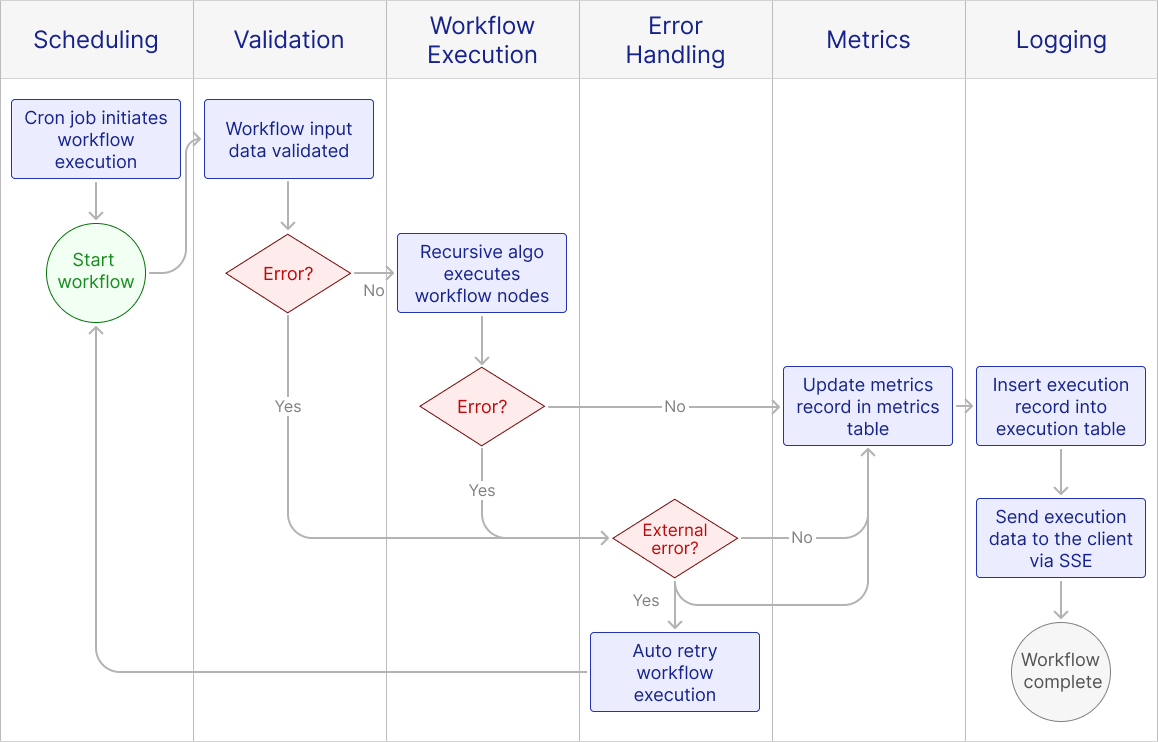 Scheduling
Validation
Workflow
Execution
Error
Handling
Metrics
Logging
Cron job initiates
workflow
execution
Workflow input
data validated
Start
workflow
Error?
No
Recursive algo
executes
workflow nodes
Yes
Error?
No
Update metrics
record in metrics
table
Insert execution
record into
execution table
Yes
External
error?
No
Send execution
data to the client
via SSE
Yes
Auto retry
workflow
execution
Workflow
complete